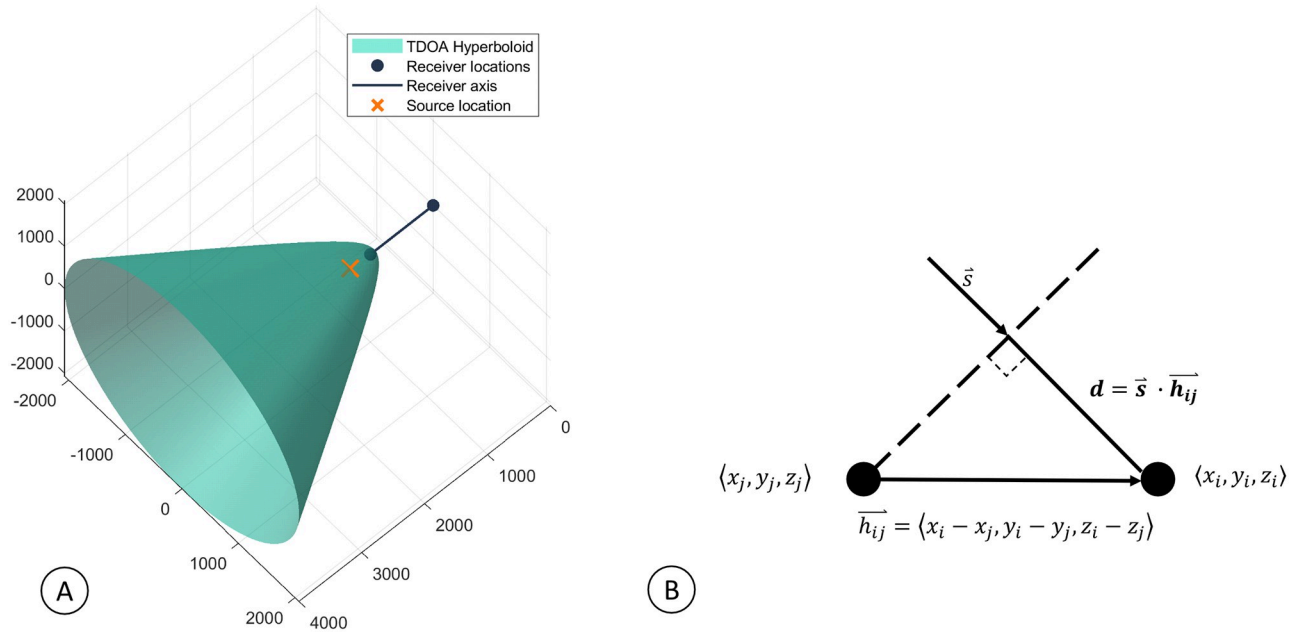 TDOA Hyperboloid
Receiver locations
Receiver axis
Source location
2000
1000
0
-1000
-2000
-2000
-1000
0
1000
2000
0
1000
2000
3000
4000
A
s⃗
d = s⃗ · h⃗ᵢⱼ
⟨xⱼ, yⱼ, zⱼ⟩
⟨xᵢ, yᵢ, zᵢ⟩
h⃗ᵢⱼ = ⟨xᵢ − xⱼ, yᵢ − yⱼ, zᵢ − zⱼ⟩
B